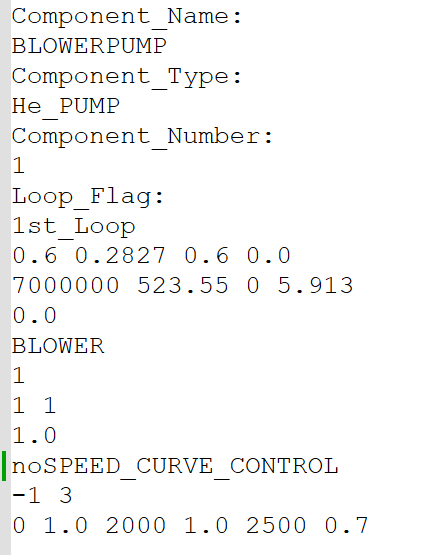 Component_Name:
BLOWERPUMP
Component_Type:
He_PUMP
Component_Number:
1
Loop_Flag:
1st_Loop
0.6 0.2827 0.6 0.0
7000000 523.55 0 5.913
0.0
BLOWER
1
1 1
1.0
noSPEED_CURVE_CONTROL
-1 3
0 1.0 2000 1.0 2500 0.7